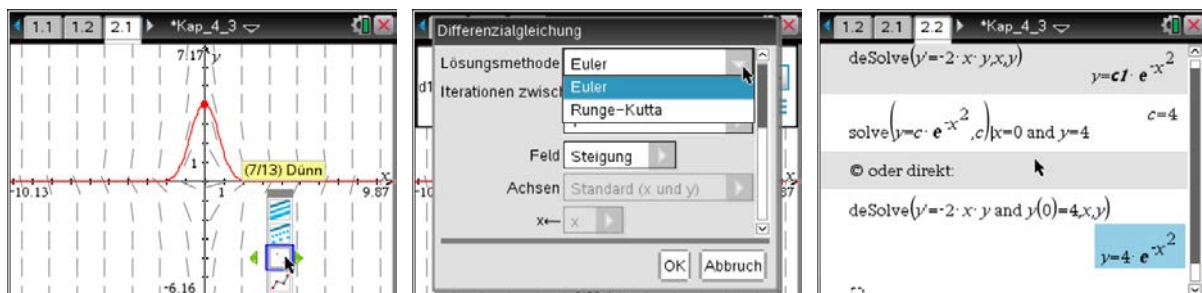 1.1 1.2 2.1 *Kap_4_3
7.17 y
1
(7/13) Dünn
x
-10.13
1
9.87
-6.16
Differenzialgleichung
Lösungsmethode Euler
Euler
Iterationen zwisch
Runge-Kutta
Feld Steigung
Achsen Standard (x und y)
x← x
OK Abbruch
1.2 2.1 2.2 *Kap_4_3
deSolve(y'=-2·x·y,x,y)
y=c1·e^-x^2
solve(y=c·e^-x^2,c)|x=0 and y=4
c=4
© oder direkt:
deSolve(y'=-2·x·y and y(0)=4,x,y)
y=4·e^-x^2